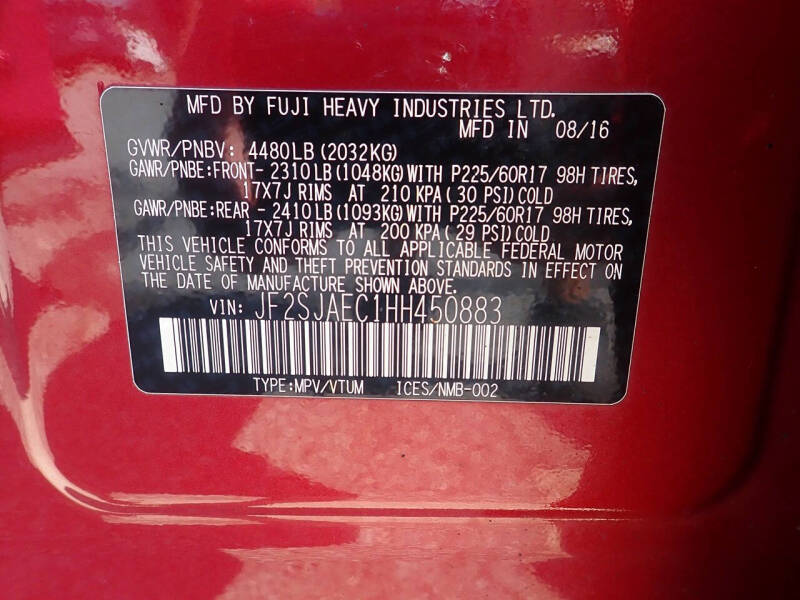 MFD BY FUJI HEAVY INDUSTRIES LTD.
MFD IN 08/16
GVWR/PNBV: 4480LB(2032KG)
GAWR/PNBE:FRONT- 2310LB(1048KG)WITH P225/60R17 98H TIRES,
17X7J RIMS AT 210 KPA( 30 PSI)COLD
GAWR/PNBE:REAR - 2410LB(1093KG)WITH P225/60R17 98H TIRES,
17X7J RIMS AT 200 KPA( 29 PSI)COLD
THIS VEHICLE CONFORMS TO ALL APPLICABLE FEDERAL MOTOR
VEHICLE SAFETY AND THEFT PREVENTION STANDARDS IN EFFECT ON
THE DATE OF MANUFACTURE SHOWN ABOVE.
VIN: JF2SJAEC1HH450883
TYPE:MPV/VTUM ICES/NMB-002